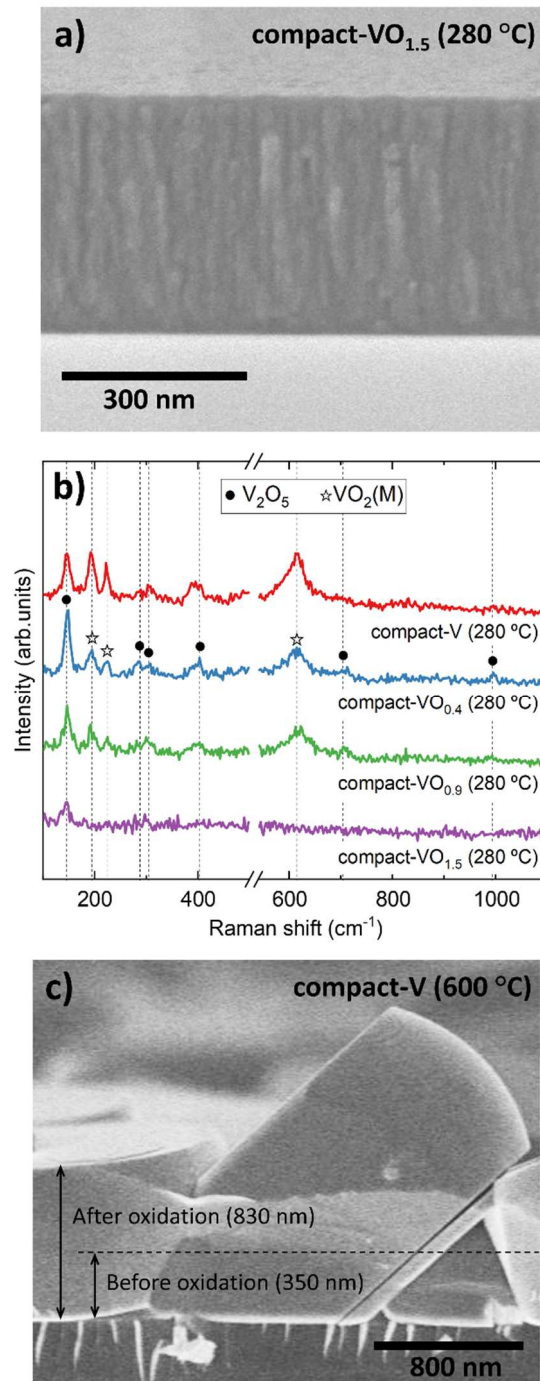 a)
compact-VO1.5 (280 °C)
300 nm
b)
● V2O5 ☆ VO2(M)
compact-V (280 ºC)
compact-VO0.4 (280 ºC)
compact-VO0.9 (280 ºC)
compact-VO1.5 (280 ºC)
Intensity (arb.units)
200 400 600 800 1000
Raman shift (cm-1)
c)
compact-V (600 °C)
After oxidation (830 nm)
Before oxidation (350 nm)
800 nm